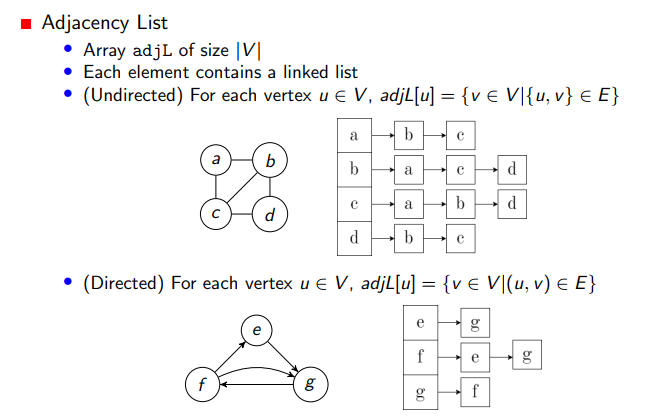 Adjacency List
Array adjL of size |V|
Each element contains a linked list
(Undirected) For each vertex u ∈ V, adjL[u] = {v ∈ V|{u, v} ∈ E}
a b
c d
a b c
b a c d
c a b d
d b c
(Directed) For each vertex u ∈ V, adjL[u] = {v ∈ V|(u, v) ∈ E}
e
f g
e g
f e g
g f